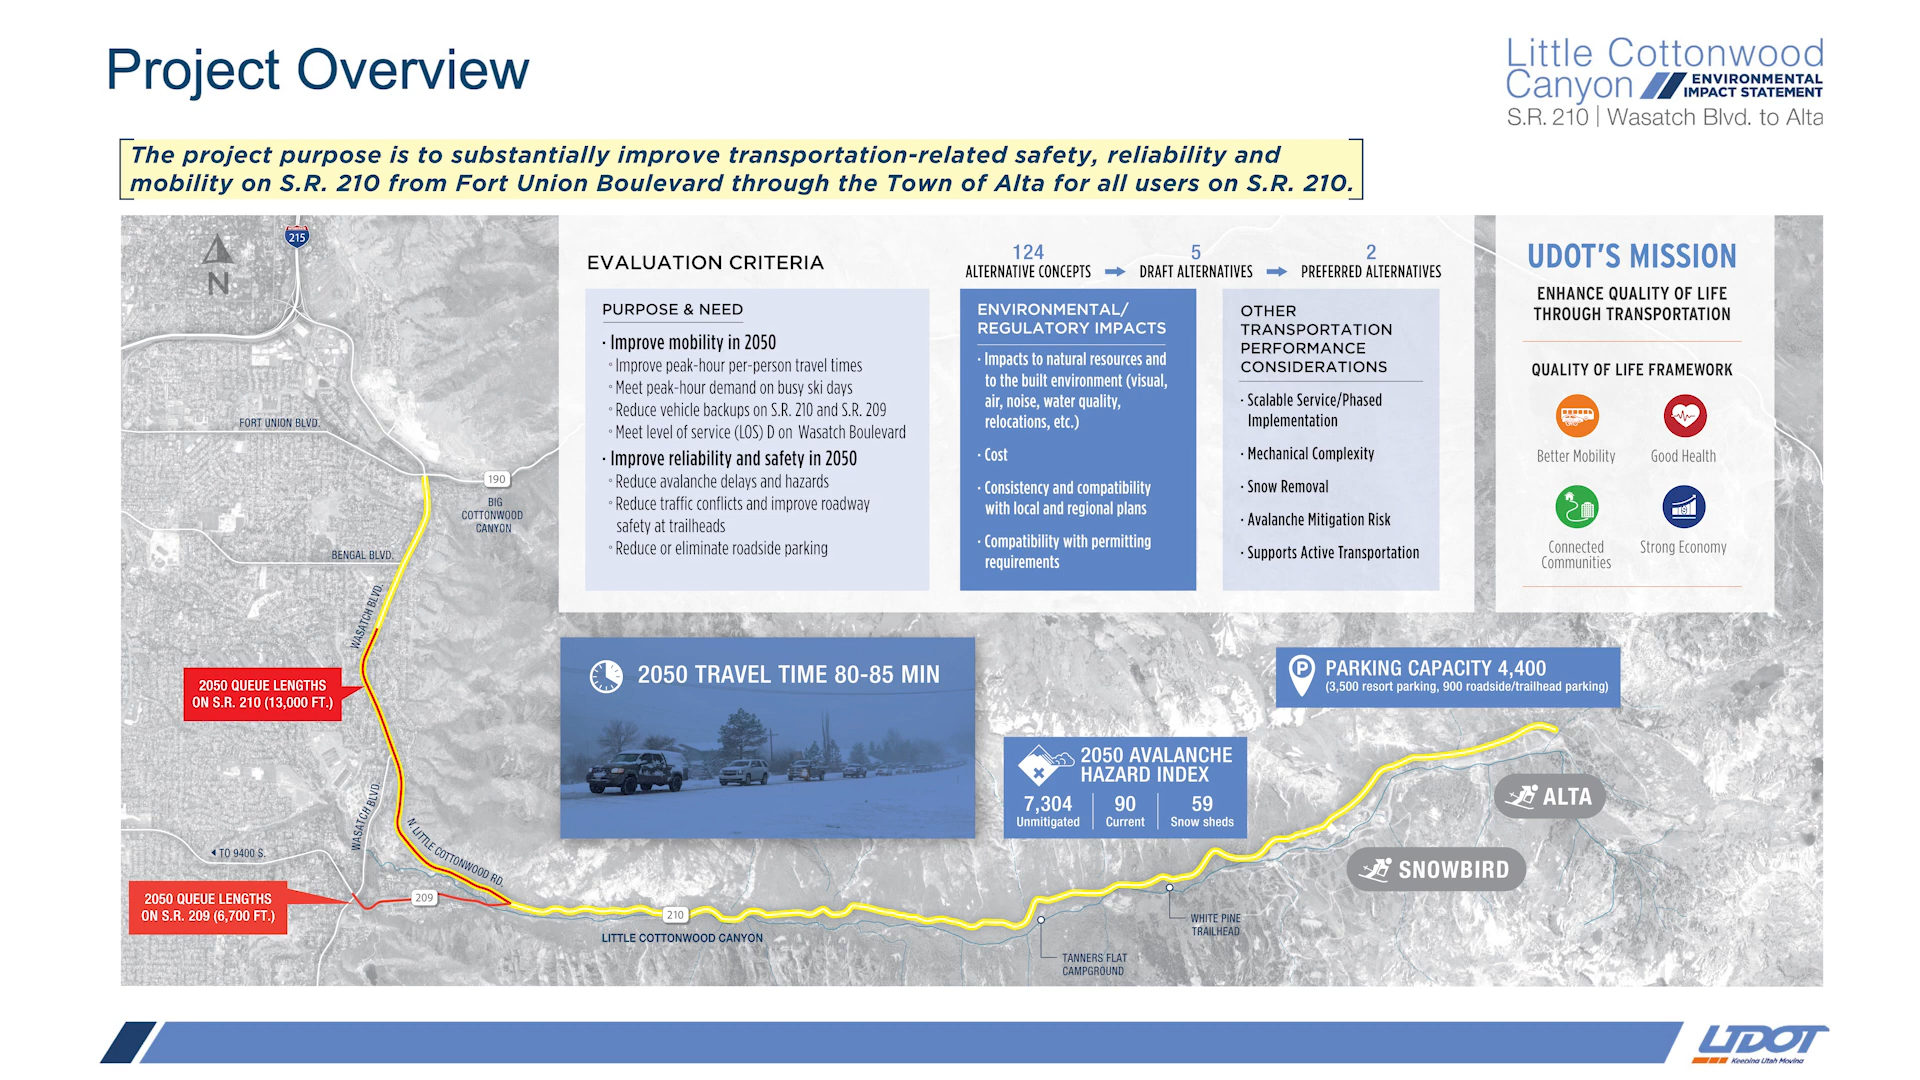 Project Overview
Little Cottonwood
Canyon ENVIRONMENTAL
IMPACT STATEMENT
S.R. 210 | Wasatch Blvd. to Alta
The project purpose is to substantially improve transportation-related safety, reliability and
mobility on S.R. 210 from Fort Union Boulevard through the Town of Alta for all users on S.R. 210.
215
N
FORT UNION BLVD.
190
BIG
COTTONWOOD
CANYON
BENGAL BLVD.
WASATCH BLVD.
2050 QUEUE LENGTHS
ON S.R. 210 (13,000 FT.)
WASATCH BLVD.
N. LITTLE COTTONWOOD RD.
TO 9400 S.
2050 QUEUE LENGTHS
ON S.R. 209 (6,700 FT.)
209
210
LITTLE COTTONWOOD CANYON
TANNERS FLAT
CAMPGROUND
WHITE PINE
TRAILHEAD
EVALUATION CRITERIA
124
ALTERNATIVE CONCEPTS
5
DRAFT ALTERNATIVES
2
PREFERRED ALTERNATIVES
PURPOSE & NEED
· Improve mobility in 2050
◦ Improve peak-hour per-person travel times
◦ Meet peak-hour demand on busy ski days
◦ Reduce vehicle backups on S.R. 210 and S.R. 209
◦ Meet level of service (LOS) D on Wasatch Boulevard
· Improve reliability and safety in 2050
◦ Reduce avalanche delays and hazards
◦ Reduce traffic conflicts and improve roadway
safety at trailheads
◦ Reduce or eliminate roadside parking
ENVIRONMENTAL/
REGULATORY IMPACTS
· Impacts to natural resources and
to the built environment (visual,
air, noise, water quality,
relocations, etc.)
· Cost
· Consistency and compatibility
with local and regional plans
· Compatibility with permitting
requirements
OTHER
TRANSPORTATION
PERFORMANCE
CONSIDERATIONS
· Scalable Service/Phased
Implementation
· Mechanical Complexity
· Snow Removal
· Avalanche Mitigation Risk
· Supports Active Transportation
UDOT'S MISSION
ENHANCE QUALITY OF LIFE
THROUGH TRANSPORTATION
QUALITY OF LIFE FRAMEWORK
Better Mobility
Good Health
Connected
Communities
Strong Economy
2050 TRAVEL TIME 80-85 MIN
2050 AVALANCHE
HAZARD INDEX
7,304
Unmitigated
90
Current
59
Snow sheds
P
PARKING CAPACITY 4,400
(3,500 resort parking, 900 roadside/trailhead parking)
ALTA
SNOWBIRD
UDOT
Keeping Utah Moving